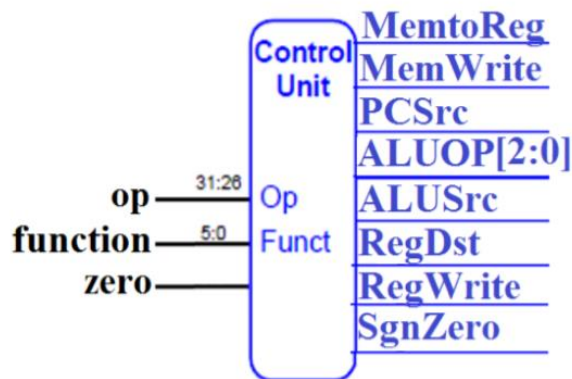 MemtoReg
Control
Unit
MemWrite
PCSrc
ALUOP[2:0]
op
31:26
Op
ALUSrc
function
5:0
Funct
RegDst
zero
RegWrite
SgnZero